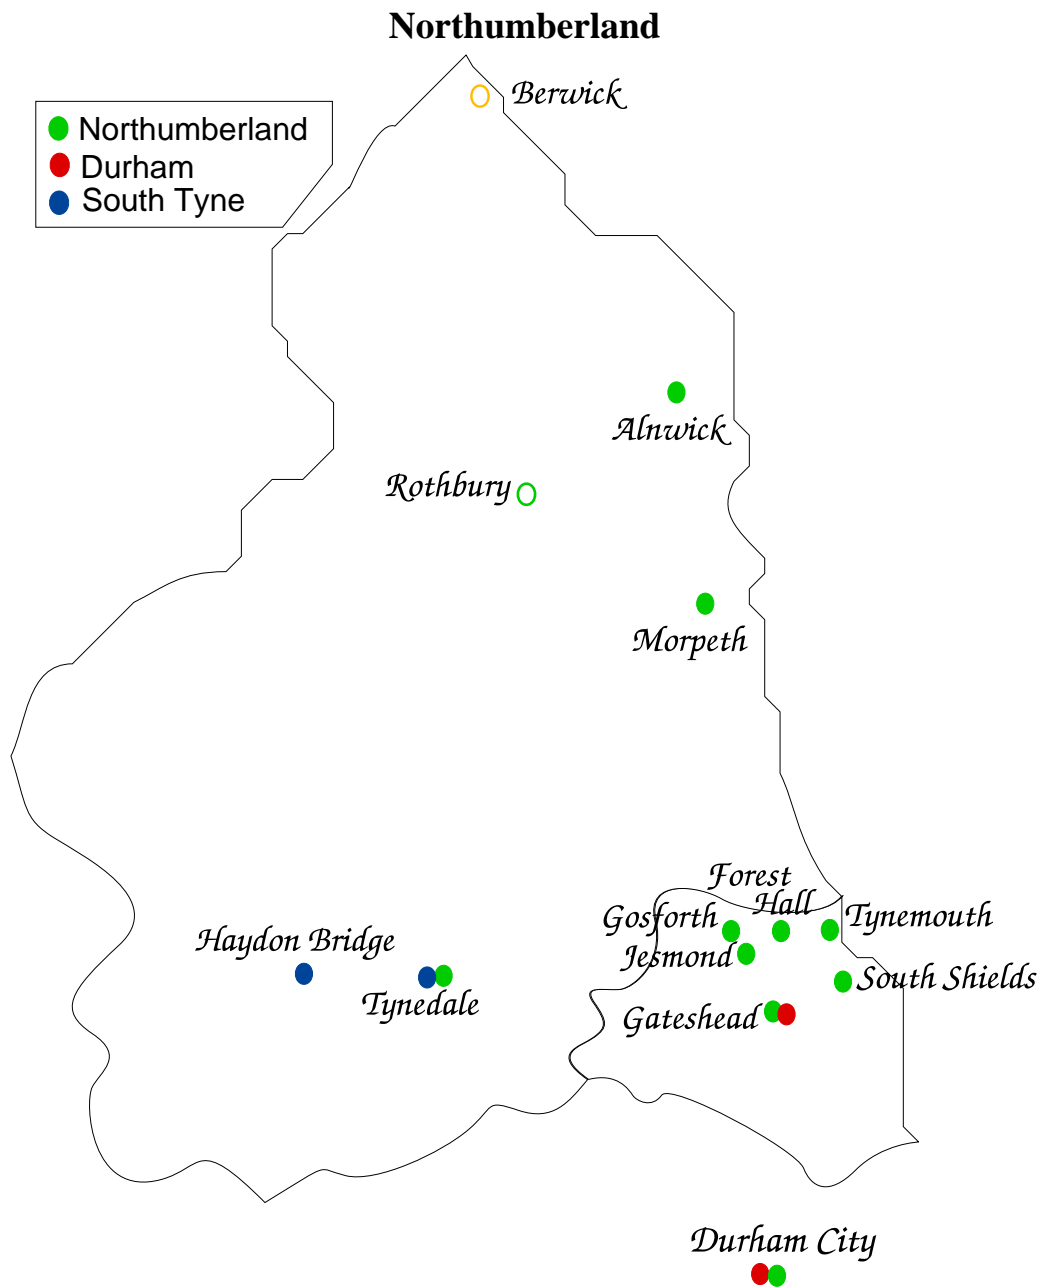 Northumberland
Berwick
Northumberland
Durham
South Tyne
Alnwick
Rothbury
Morpeth
Forest
Hall
Gosforth
Tynemouth
Jesmond
Haydon Bridge
South Shields
Tynedale
Gateshead
Durham City